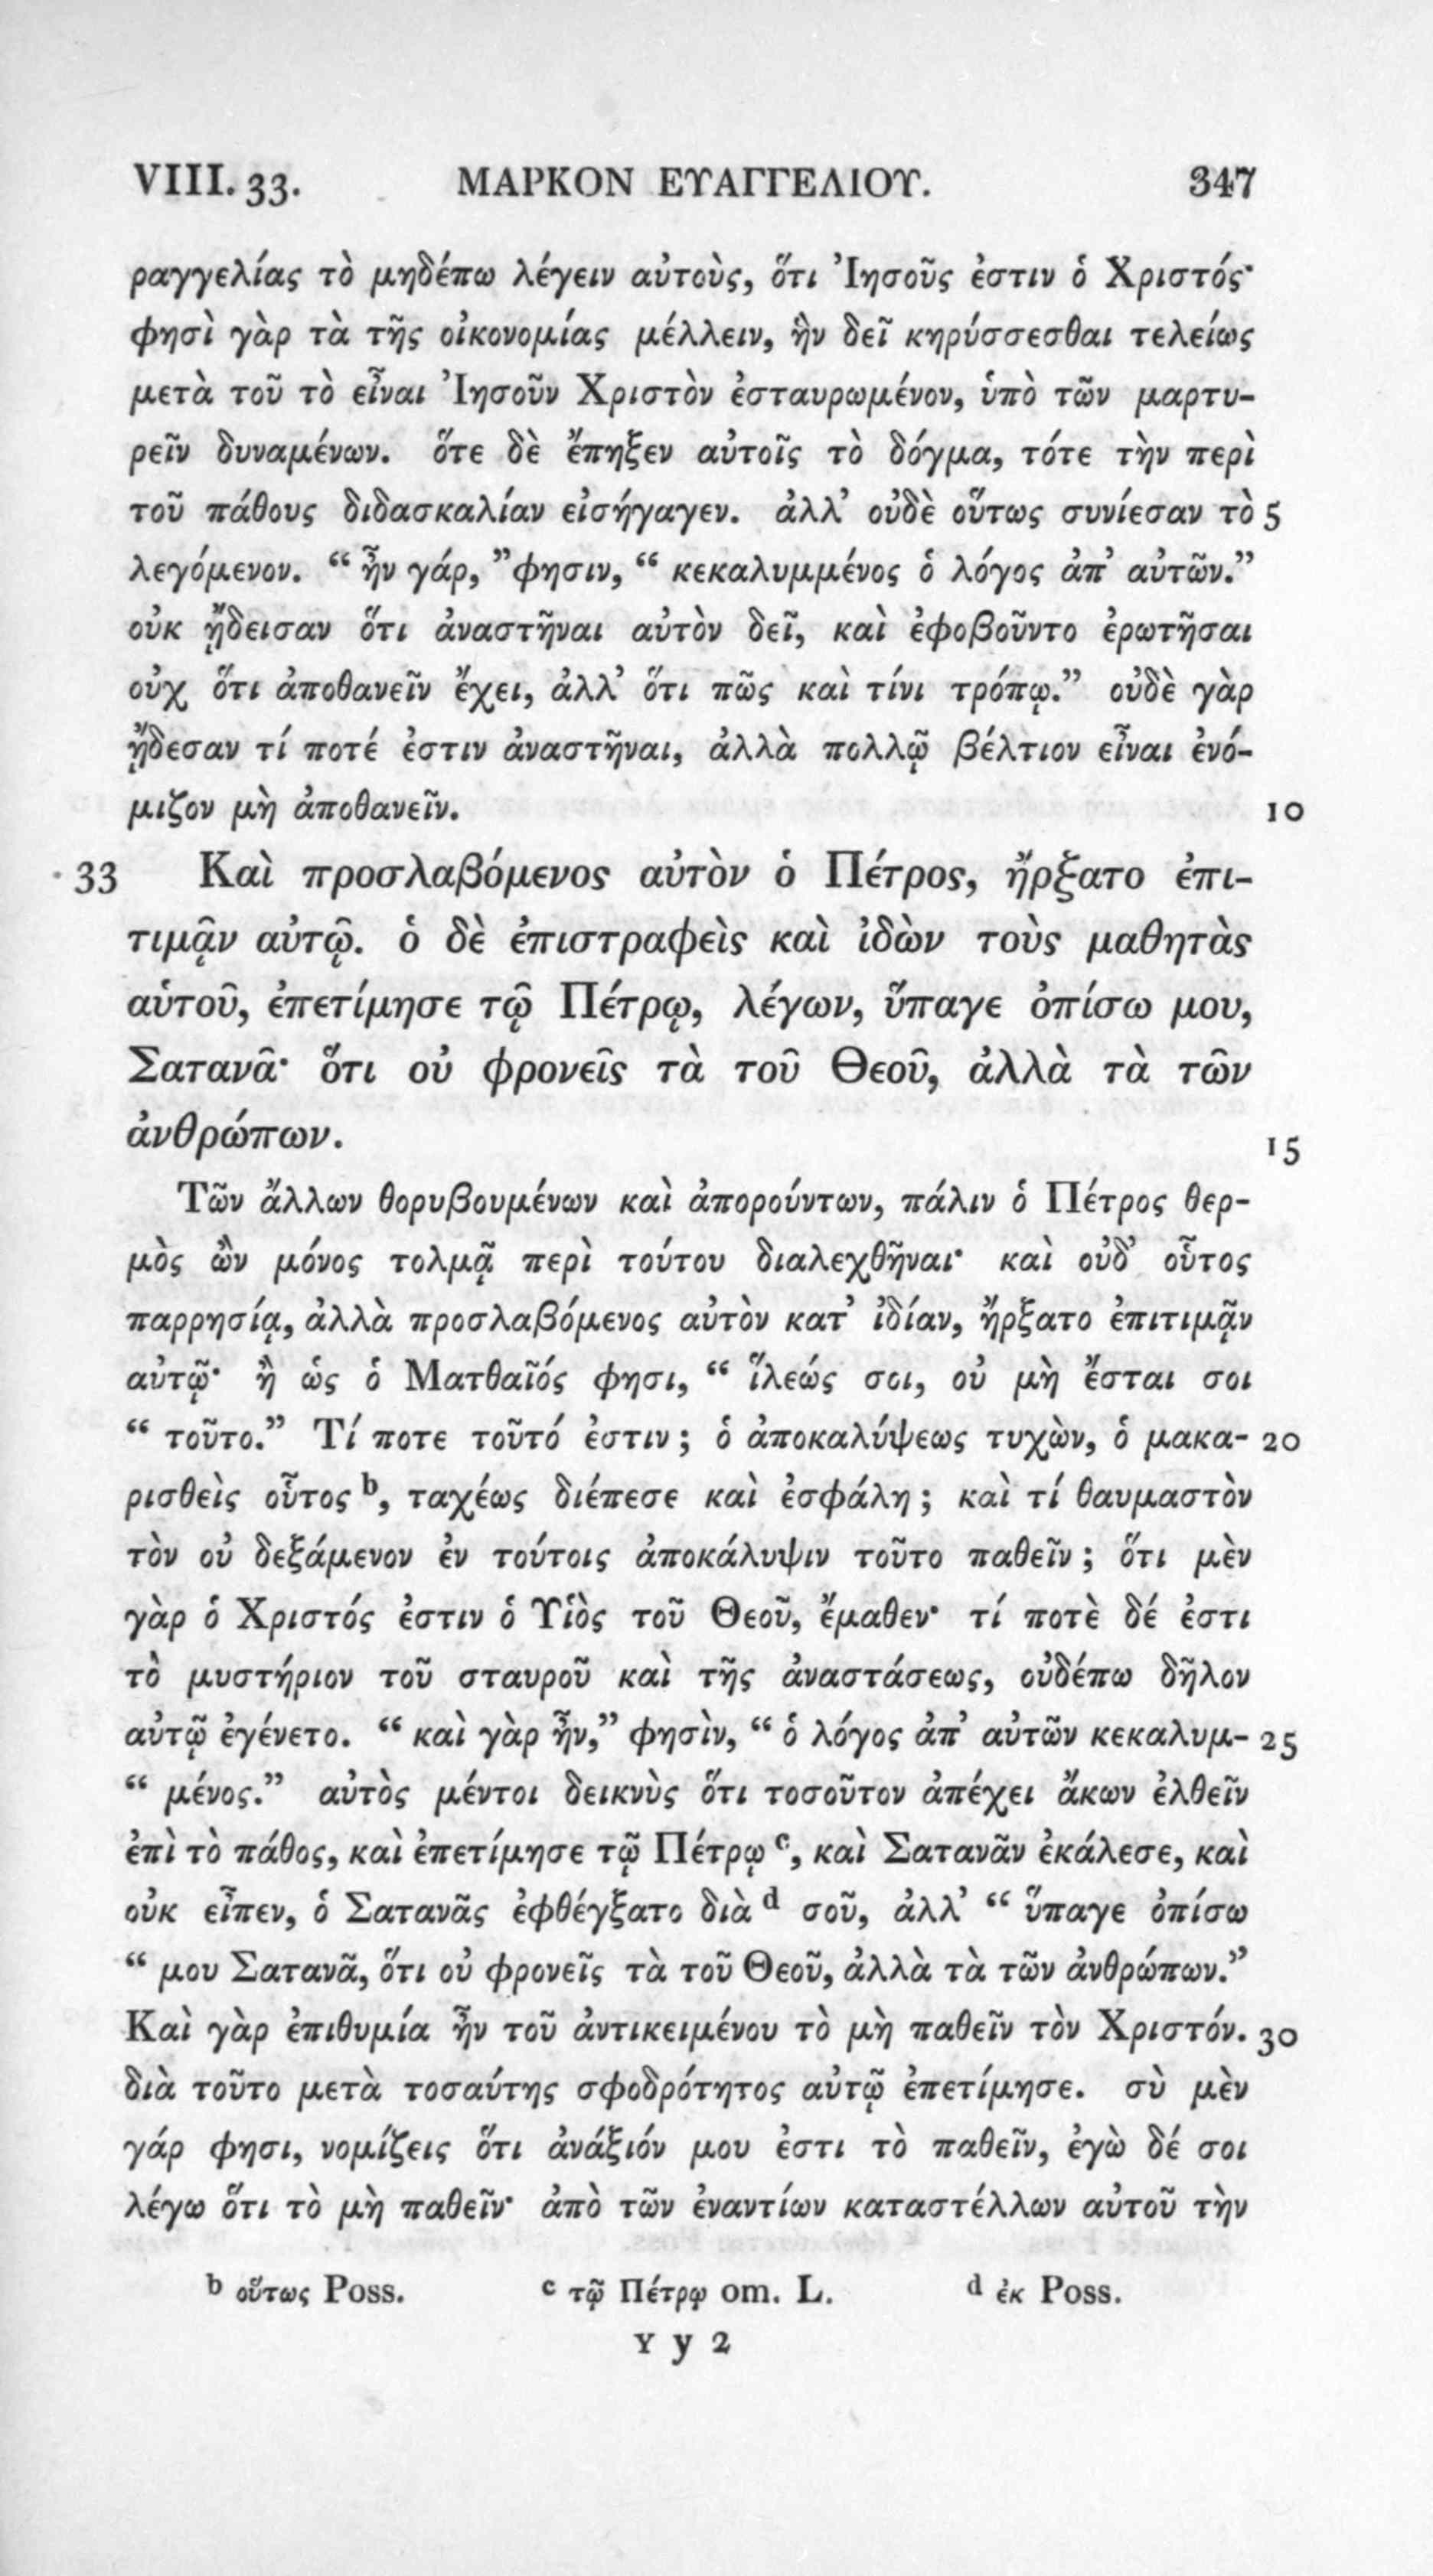 VIII. 33. ΜΑΡΚΟΝ ΕΥΑΓΓΕΛΙΟΥ. 347
ραγγελίας τὸ μηδέπω λέγειν αὐτοὺς, ὅτι Ἰησοῦς ἐστιν ὁ Χριστός·
φησὶ γὰρ τὰ τῆς οἰκονομίας μέλλειν, ἣν δεῖ κηρύσσεσθαι τελείως
μετὰ τοῦ τὸ εἶναι Ἰησοῦν Χριστὸν ἐσταυρωμένον, ὑπὸ τῶν μαρτυ-
ρεῖν δυναμένων. ὅτε δὲ ἔπηξεν αὐτοῖς τὸ δόγμα, τότε τὴν περὶ
τοῦ πάθους διδασκαλίαν εἰσήγαγεν. ἀλλ’ οὐδὲ οὕτως συνίεσαν τὸ 5
λεγόμενον. “ ἦν γάρ, ” φησιν, “ κεκαλυμμένος ὁ λόγος ἀπ’ αὐτῶν.”
οὐκ ᾔδεισαν ὅτι ἀναστῆναι αὐτὸν δεῖ, καὶ ἐφοβοῦντο ἐρωτῆσαι
οὐχ ὅτι ἀποθανεῖν ἔχει, ἀλλ’ ὅτι πῶς καὶ τίνι τρόπῳ.” οὐδὲ γὰρ
ᾔδεσαν τί ποτέ ἐστιν ἀναστῆναι, ἀλλὰ πολλῷ βέλτιον εἶναι ἐνό-
μιζον μὴ ἀποθανεῖν. 10
33 Καὶ προσλαβόμενος αὐτὸν ὁ Πέτρος, ἤρξατο ἐπι-
τιμᾷν αὐτῷ. ὁ δὲ ἐπιστραφεὶς καὶ ἰδὼν τοὺς μαθητὰς
αὑτοῦ, ἐπετίμησε τῷ Πέτρῳ, λέγων, ὕπαγε ὀπίσω μου,
Σατανᾶ· ὅτι οὐ φρονεῖς τὰ τοῦ Θεοῦ, ἀλλὰ τὰ τῶν
ἀνθρώπων. 15
Τῶν ἄλλων θορυβουμένων καὶ ἀπορούντων, πάλιν ὁ Πέτρος θερ-
μὸς ὢν μόνος τολμᾷ περὶ τούτου διαλεχθῆναι· καὶ οὐδ’ οὗτος
παρρησίᾳ, ἀλλὰ προσλαβόμενος αὐτὸν κατ’ ἰδίαν, ἤρξατο ἐπιτιμᾷν
αὐτῷ· ἢ ὡς ὁ Ματθαῖός φησι, “ ἵλεώς σοι, οὐ μὴ ἔσται σοι
“ τοῦτο.” Τί ποτε τοῦτό ἐστιν ; ὁ ἀποκαλύψεως τυχὼν, ὁ μακα- 20
ρισθεὶς οὗτος b, ταχέως διέπεσε καὶ ἐσφάλη ; καὶ τί θαυμαστὸν
τὸν οὐ δεξάμενον ἐν τούτοις ἀποκάλυψιν τοῦτο παθεῖν ; ὅτι μὲν
γὰρ ὁ Χριστός ἐστιν ὁ Υἱὸς τοῦ Θεοῦ, ἔμαθεν· τί ποτὲ δέ ἐστι
τὸ μυστήριον τοῦ σταυροῦ καὶ τῆς ἀναστάσεως, οὐδέπω δῆλον
αὐτῷ ἐγένετο. “ καὶ γὰρ ἦν,” φησὶν, “ ὁ λόγος ἀπ’ αὐτῶν κεκαλυμ- 25
“ μένος.” αὐτὸς μέντοι δεικνὺς ὅτι τοσοῦτον ἀπέχει ἄκων ἐλθεῖν
ἐπὶ τὸ πάθος, καὶ ἐπετίμησε τῷ Πέτρῳ c, καὶ Σατανᾶν ἐκάλεσε, καὶ
οὐκ εἶπεν, ὁ Σατανᾶς ἐφθέγξατο διὰ d σοῦ, ἀλλ’ “ ὕπαγε ὀπίσω
“ μου Σατανᾶ, ὅτι οὐ φρονεῖς τὰ τοῦ Θεοῦ, ἀλλὰ τὰ τῶν ἀνθρώπων.”
Καὶ γὰρ ἐπιθυμία ἦν τοῦ ἀντικειμένου τὸ μὴ παθεῖν τὸν Χριστόν. 30
διὰ τοῦτο μετὰ τοσαύτης σφοδρότητος αὐτῷ ἐπετίμησε. σὺ μὲν
γάρ φησι, νομίζεις ὅτι ἀνάξιόν μου ἐστι τὸ παθεῖν, ἐγὼ δέ σοι
λέγω ὅτι τὸ μὴ παθεῖν· ἀπὸ τῶν ἐναντίων καταστέλλων αὐτοῦ τὴν
b οὕτως Poss. c τῷ Πέτρῳ om. L. d ἐκ Poss.
Y y 2